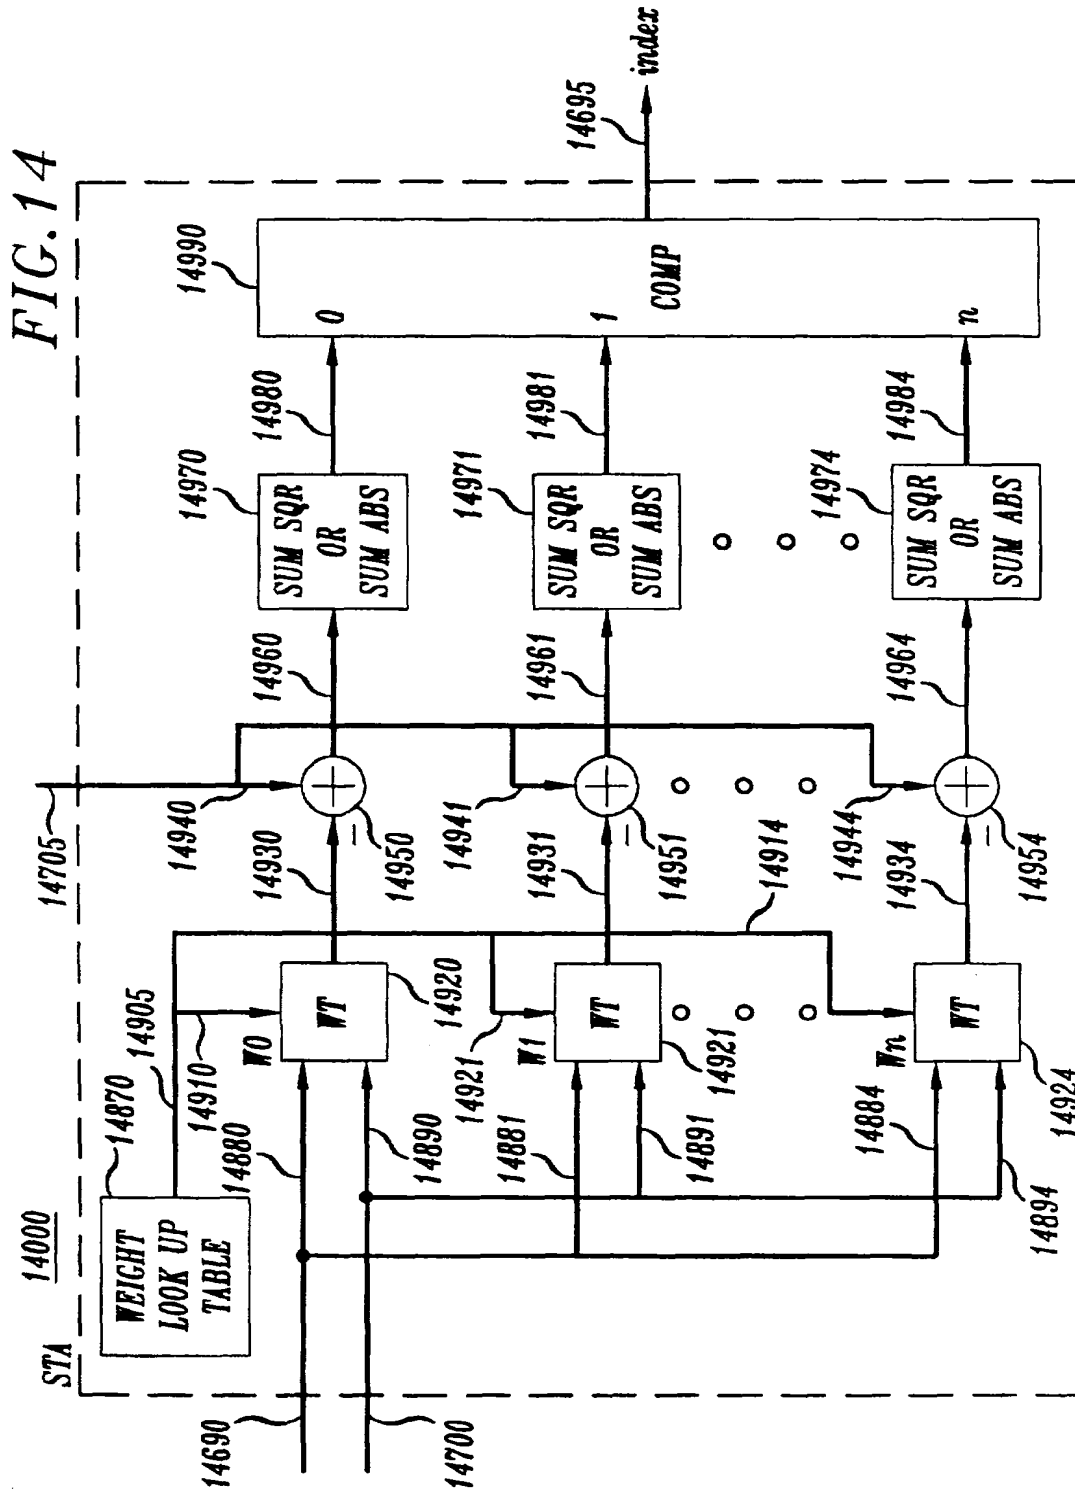 FIG.14
STA
14000
14870
WEIGHT
LOOK UP
TABLE
14905
14910
14705
14940
14690
14700
14880
14890
W0
WT
14920
14930
14950
–
14960
14970
SUM SQR
OR
SUM ABS
14980
14990
0
1
n
COMP
14695
index
14881
14891
14921
W1
WT
14921
14931
14941
14951
–
14961
14971
SUM SQR
OR
SUM ABS
14981
14914
14884
14894
Wn
WT
14924
14934
14944
14954
–
14964
14974
SUM SQR
OR
SUM ABS
14984